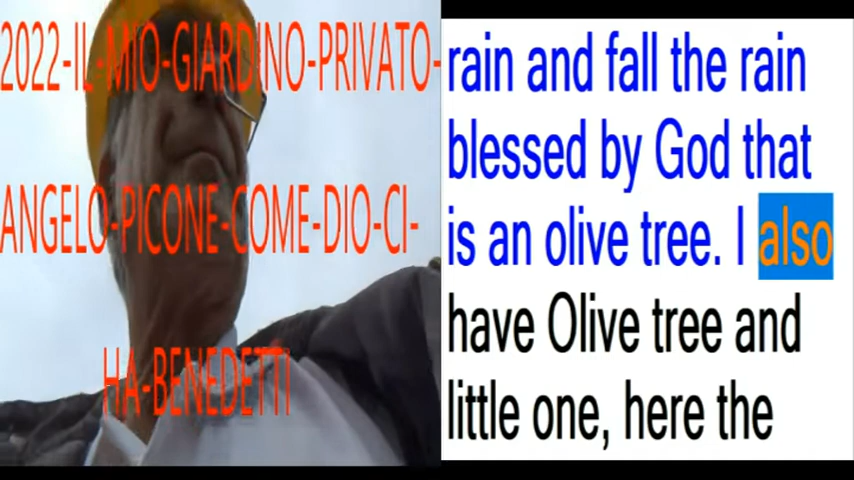 2022-IL-MIO-GIARDINO-PRIVATO-
ANGELO-PICONE-COME-DIO-CI-
HA-BENEDETTI
rain and fall the rain
blessed by God that
is an olive tree. I also
have Olive tree and
little one, here the